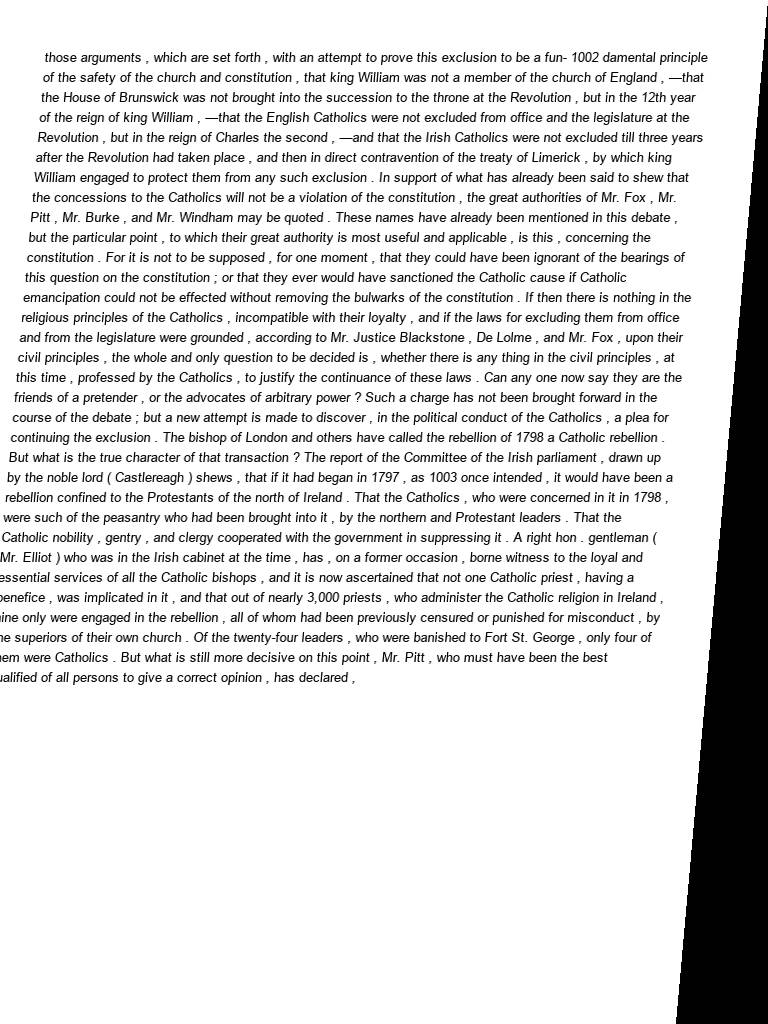 those arguments , which are set forth , with an attempt to prove this exclusion to be a fun- 1002 damental principle
of the safety of the church and constitution , that king William was not a member of the church of England , —that
the House of Brunswick was not brought into the succession to the throne at the Revolution , but in the 12th year
of the reign of king William , —that the English Catholics were not excluded from office and the legislature at the
Revolution , but in the reign of Charles the second , —and that the Irish Catholics were not excluded till three years
after the Revolution had taken place , and then in direct contravention of the treaty of Limerick , by which king
William engaged to protect them from any such exclusion . In support of what has already been said to shew that
the concessions to the Catholics will not be a violation of the constitution , the great authorities of Mr. Fox , Mr.
Pitt , Mr. Burke , and Mr. Windham may be quoted . These names have already been mentioned in this debate ,
but the particular point , to which their great authority is most useful and applicable , is this , concerning the
constitution . For it is not to be supposed , for one moment , that they could have been ignorant of the bearings of
this question on the constitution ; or that they ever would have sanctioned the Catholic cause if Catholic
emancipation could not be effected without removing the bulwarks of the constitution . If then there is nothing in the
religious principles of the Catholics , incompatible with their loyalty , and if the laws for excluding them from office
and from the legislature were grounded , according to Mr. Justice Blackstone , De Lolme , and Mr. Fox , upon their
civil principles , the whole and only question to be decided is , whether there is any thing in the civil principles , at
this time , professed by the Catholics , to justify the continuance of these laws . Can any one now say they are the
friends of a pretender , or the advocates of arbitrary power ? Such a charge has not been brought forward in the
course of the debate ; but a new attempt is made to discover , in the political conduct of the Catholics , a plea for
continuing the exclusion . The bishop of London and others have called the rebellion of 1798 a Catholic rebellion .
But what is the true character of that transaction ? The report of the Committee of the Irish parliament , drawn up
by the noble lord ( Castlereagh ) shews , that if it had began in 1797 , as 1003 once intended , it would have been a
rebellion confined to the Protestants of the north of Ireland . That the Catholics , who were concerned in it in 1798 ,
were such of the peasantry who had been brought into it , by the northern and Protestant leaders . That the
Catholic nobility , gentry , and clergy cooperated with the government in suppressing it . A right hon . gentleman (
Mr. Elliot ) who was in the Irish cabinet at the time , has , on a former occasion , borne witness to the loyal and
essential services of all the Catholic bishops , and it is now ascertained that not one Catholic priest , having a
benefice , was implicated in it , and that out of nearly 3,000 priests , who administer the Catholic religion in Ireland ,
nine only were engaged in the rebellion , all of whom had been previously censured or punished for misconduct , by
the superiors of their own church . Of the twenty-four leaders , who were banished to Fort St. George , only four of
them were Catholics . But what is still more decisive on this point , Mr. Pitt , who must have been the best
qualified of all persons to give a correct opinion , has declared ,